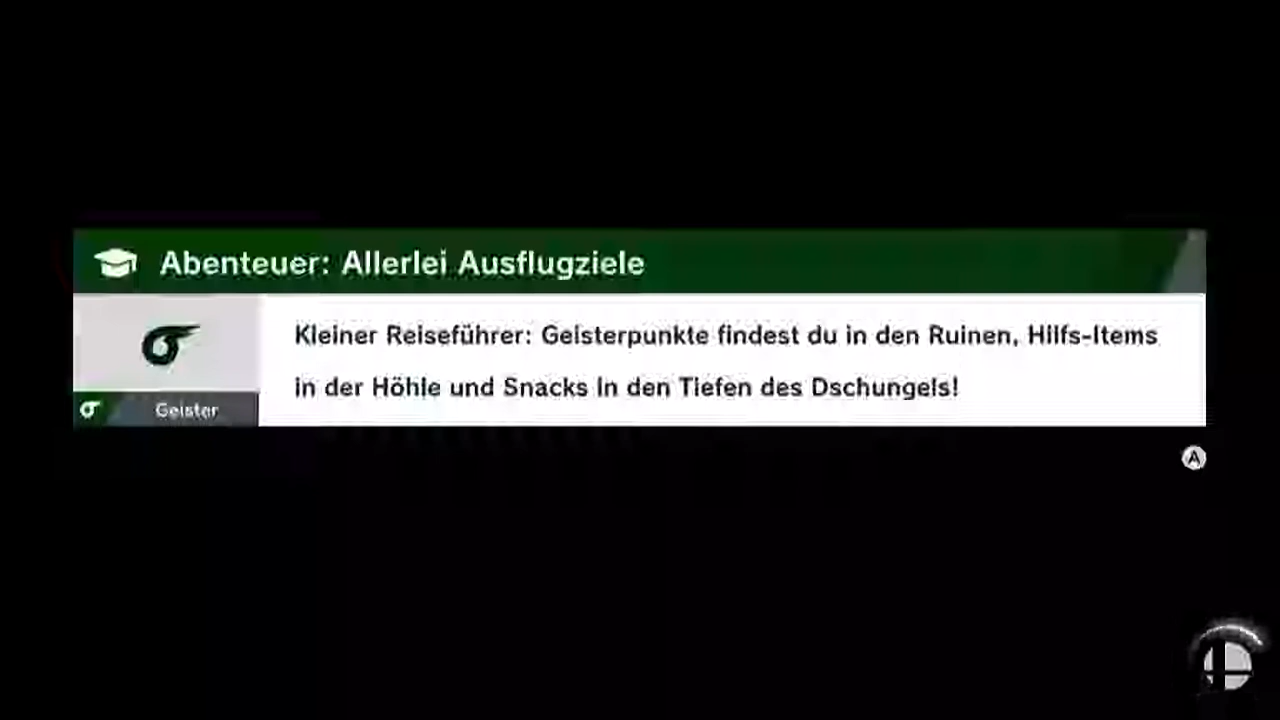 Abenteuer: Allerlei Ausflugziele
Kleiner Reiseführer: Geisterpunkte findest du in den Ruinen, Hilfs-Items
in der Höhle und Snacks in den Tiefen des Dschungels!
Geister
A